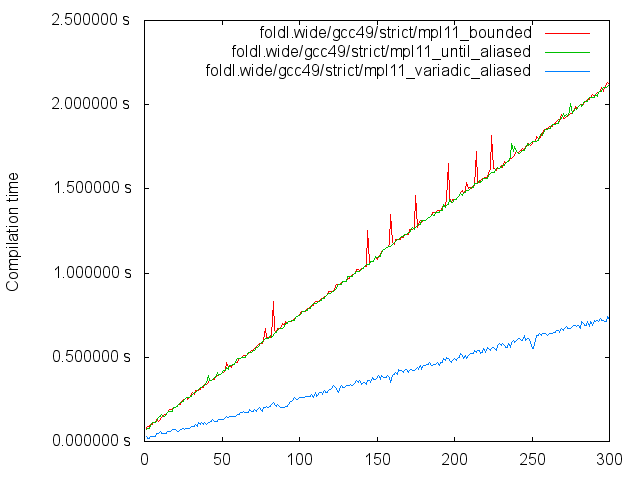 2.500000 s
foldl.wide/gcc49/strict/mpl11_bounded
foldl.wide/gcc49/strict/mpl11_until_aliased
foldl.wide/gcc49/strict/mpl11_variadic_aliased
2.000000 s
1.500000 s
Compilation time
1.000000 s
0.500000 s
0.000000 s
0 50 100 150 200 250 300